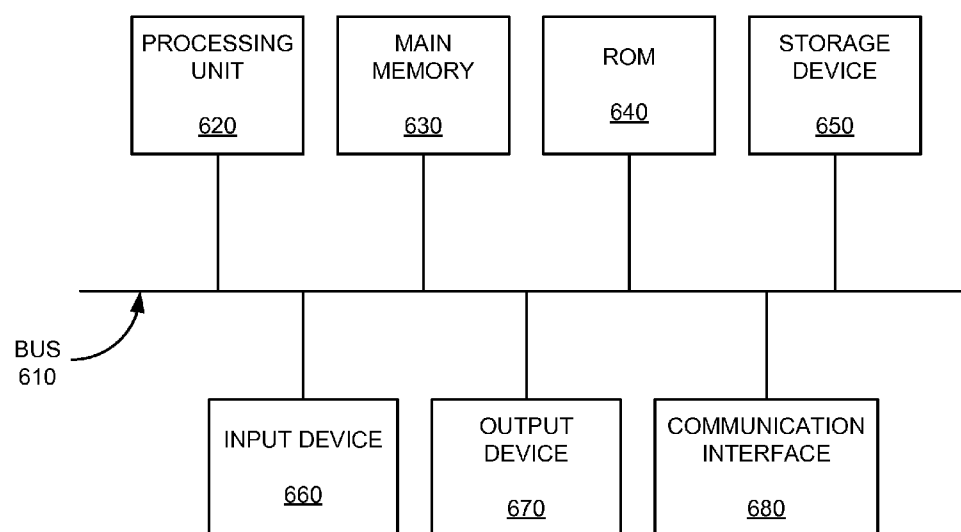 PROCESSING
UNIT
620
MAIN
MEMORY
630
ROM
640
STORAGE
DEVICE
650
BUS
610
INPUT DEVICE
660
OUTPUT
DEVICE
670
COMMUNICATION
INTERFACE
680